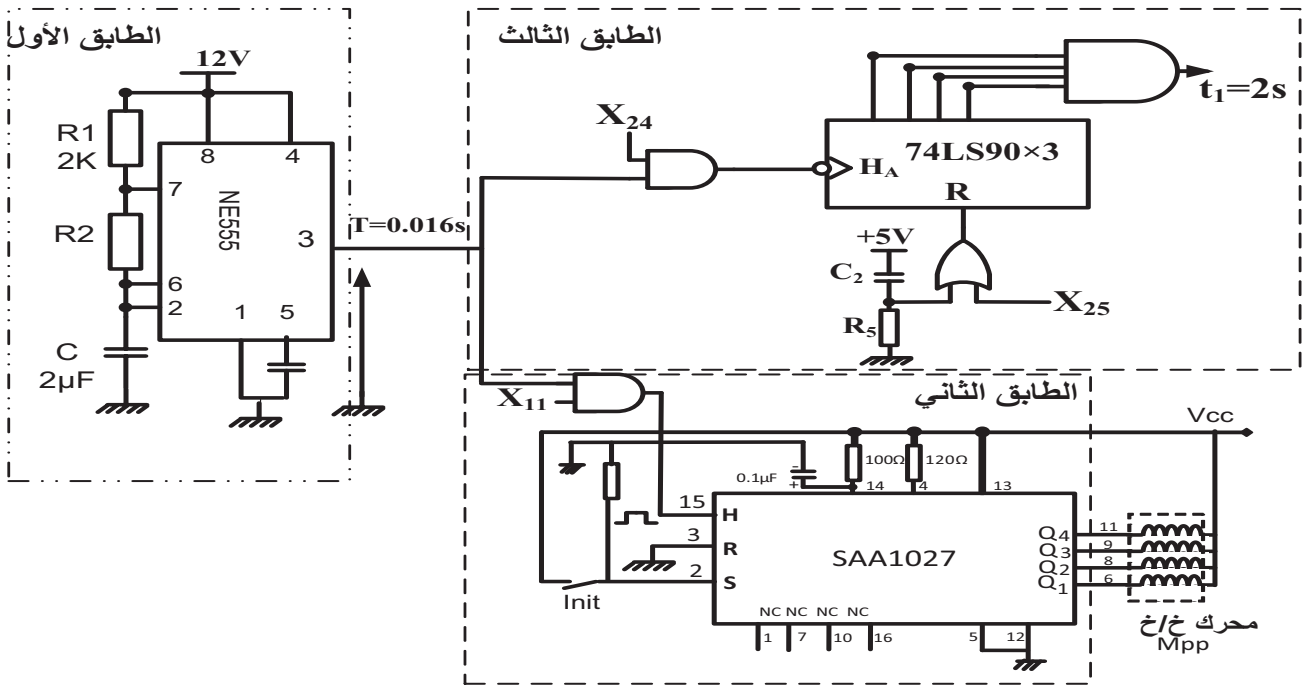 الطابق الأول
12V
R1
2K
R2
C
2µF
8
4
7
6
2
1
5
3
NE555
T=0.016s
الطابق الثالث
X24
HA
74LS90×3
R
t1=2s
+5V
C2
R5
X25
الطابق الثاني
X11
Vcc
0.1µF
100Ω
120Ω
14
4
13
15
H
3
R
2
S
Init
SAA1027
Q4
11
Q3
9
Q2
8
Q1
6
NC NC NC NC
1
7
10
16
5
12
محرك خ/خ
Mpp